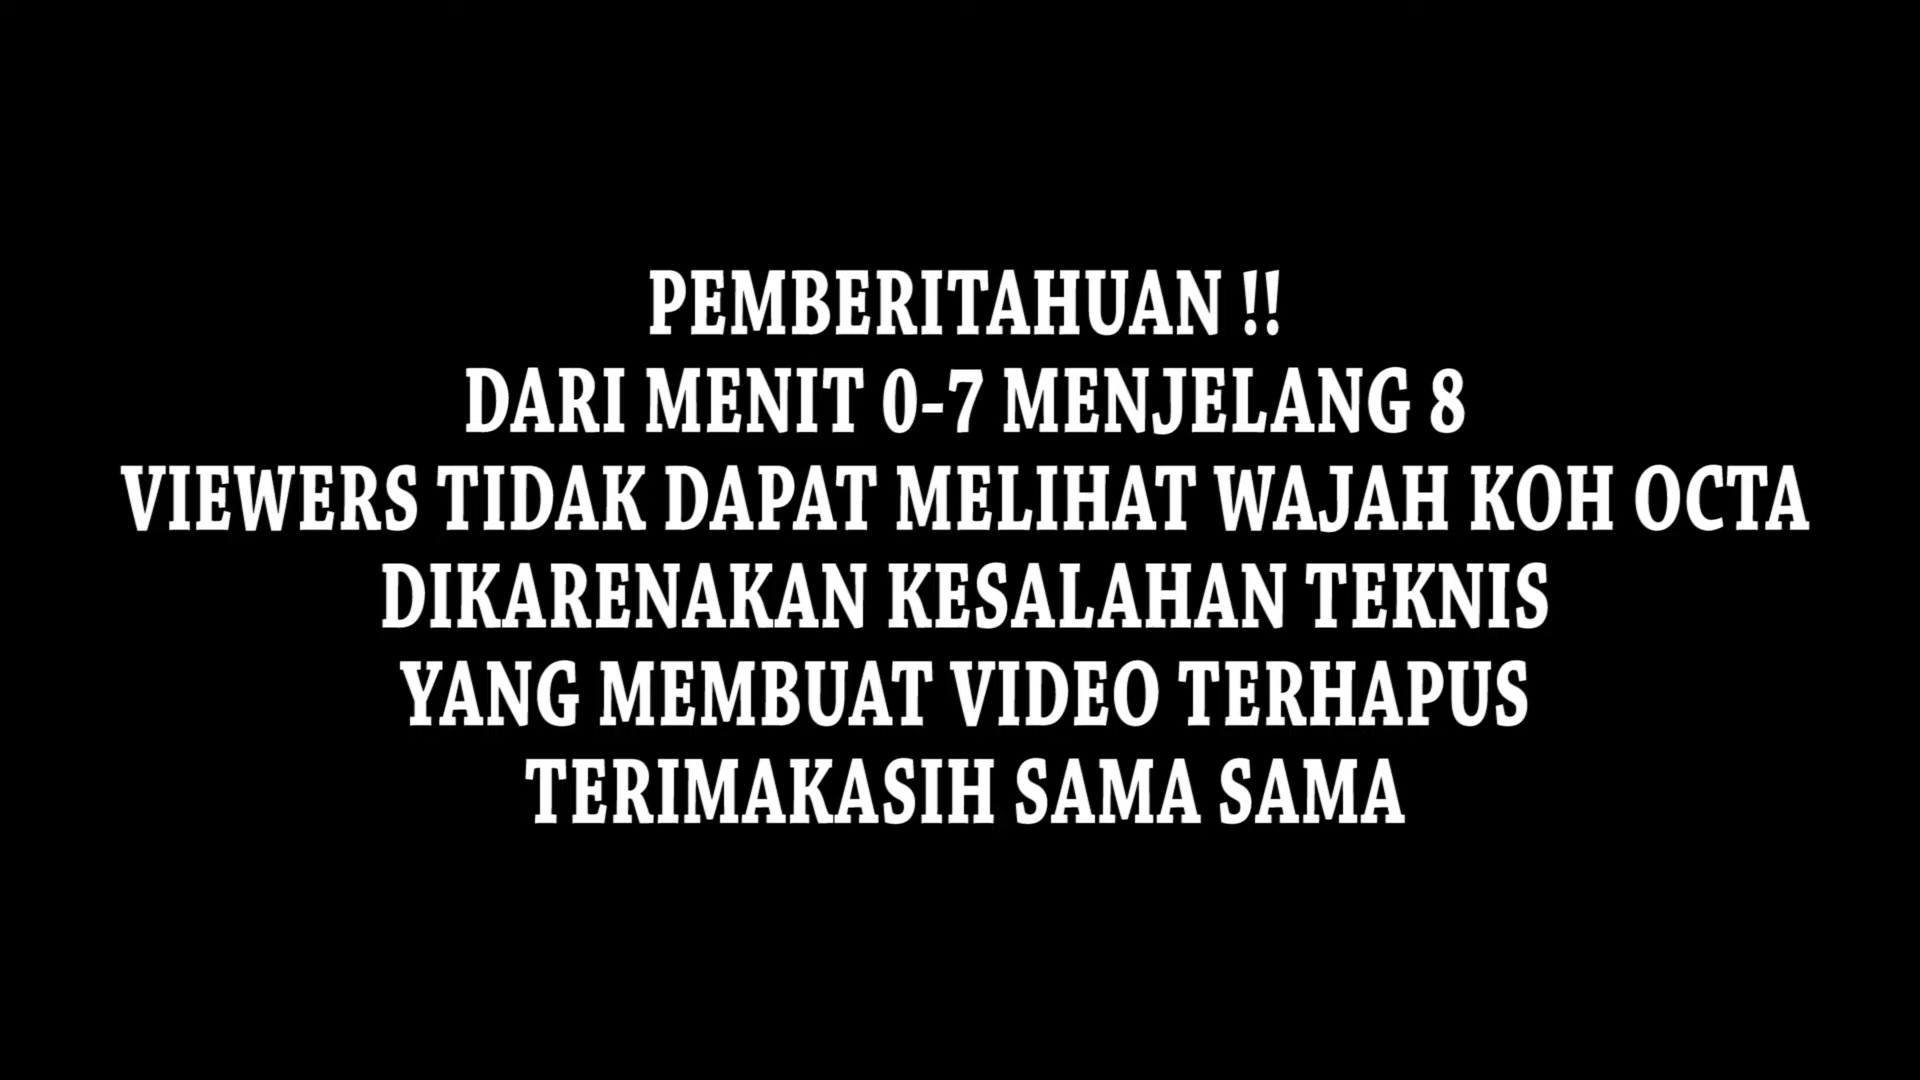 PEMBERITAHUAN !!
DARI MENIT 0-7 MENJELANG 8
VIEWERS TIDAK DAPAT MELIHAT WAJAH KOH OCTA
DIKARENAKAN KESALAHAN TEKNIS
YANG MEMBUAT VIDEO TERHAPUS
TERIMAKASIH SAMA SAMA